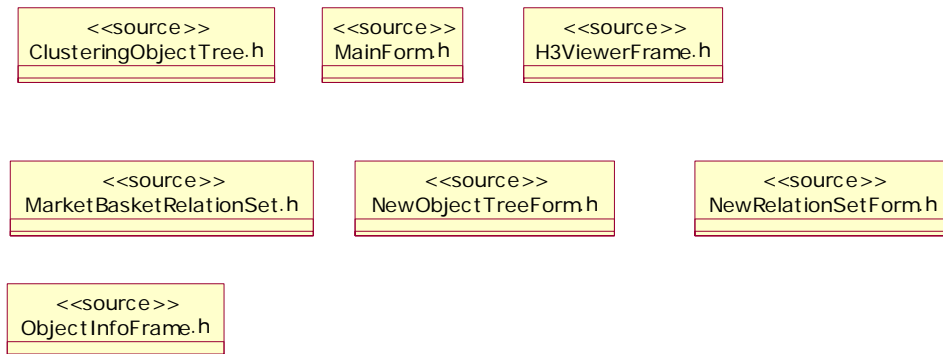 <<source>>
ClusteringObjectTree.h
<<source>>
MainForm.h
<<source>>
H3ViewerFrame.h
<<source>>
MarketBasketRelationSet.h
<<source>>
NewObjectTreeForm.h
<<source>>
NewRelationSetForm.h
<<source>>
ObjectInfoFrame.h